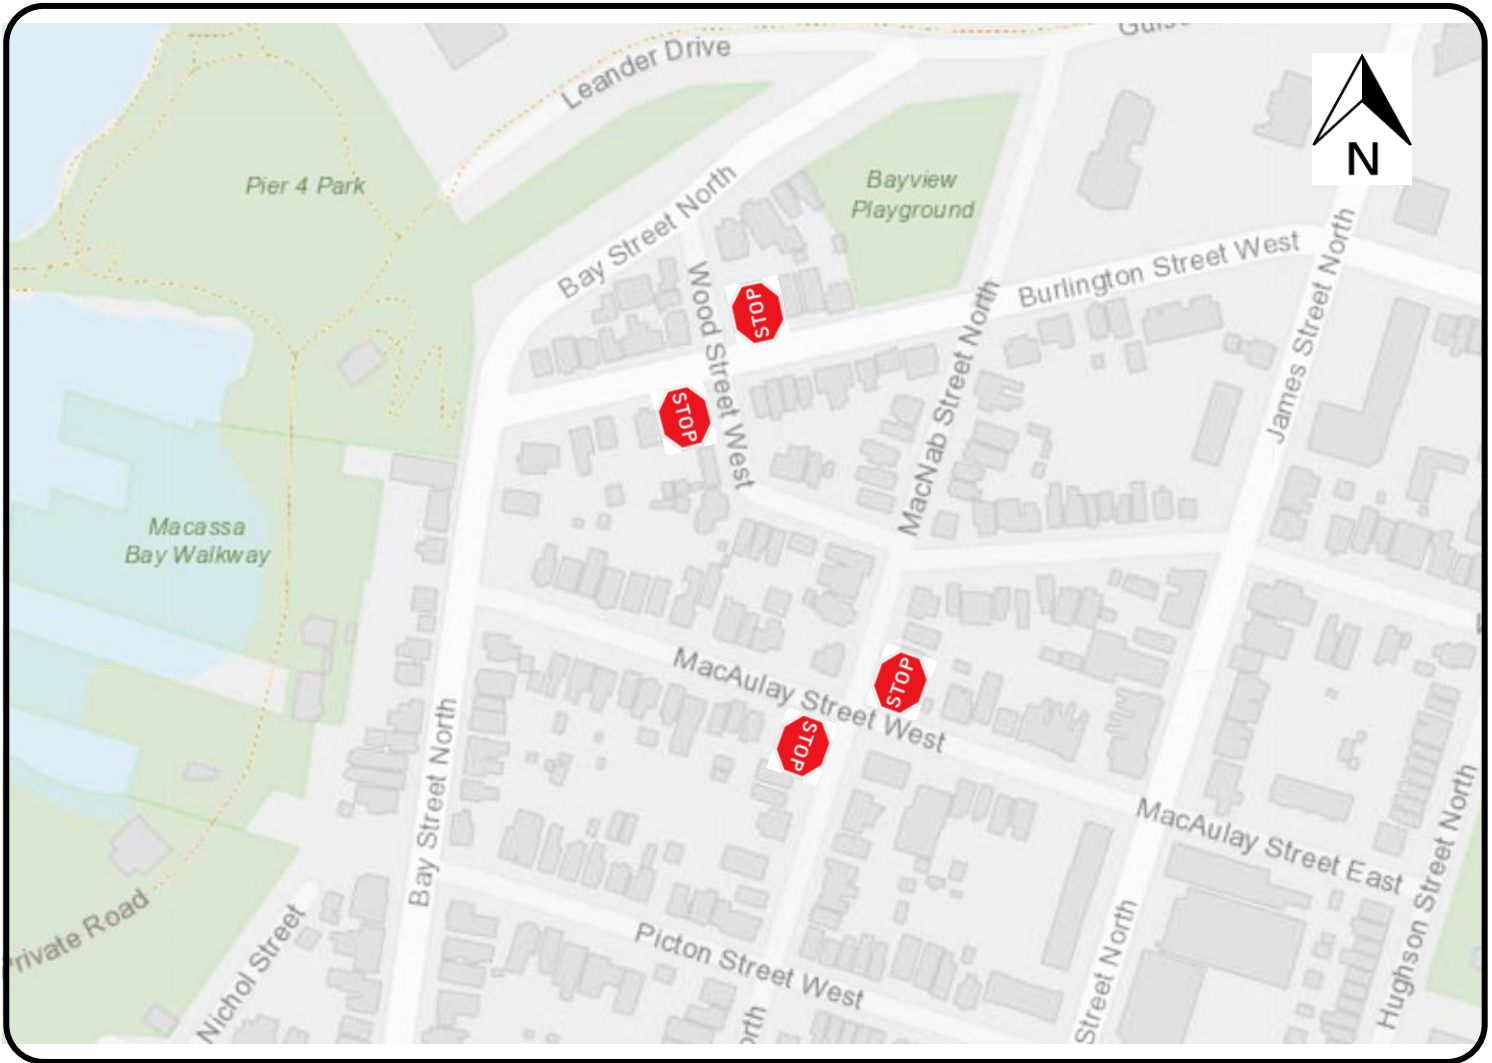 Leander Drive
N
Pier 4 Park
Bayview
Playground
Bay Street North
Burlington Street West
James Street North
STOP
Wood Street West
MacNab Street North
STOP
Macassa
Bay Walkway
MacAulay Street West
STOP
STOP
Bay Street North
MacAulay Street East
Hughson Street North
Private Road
Nichol Street
Picton Street West
Street North